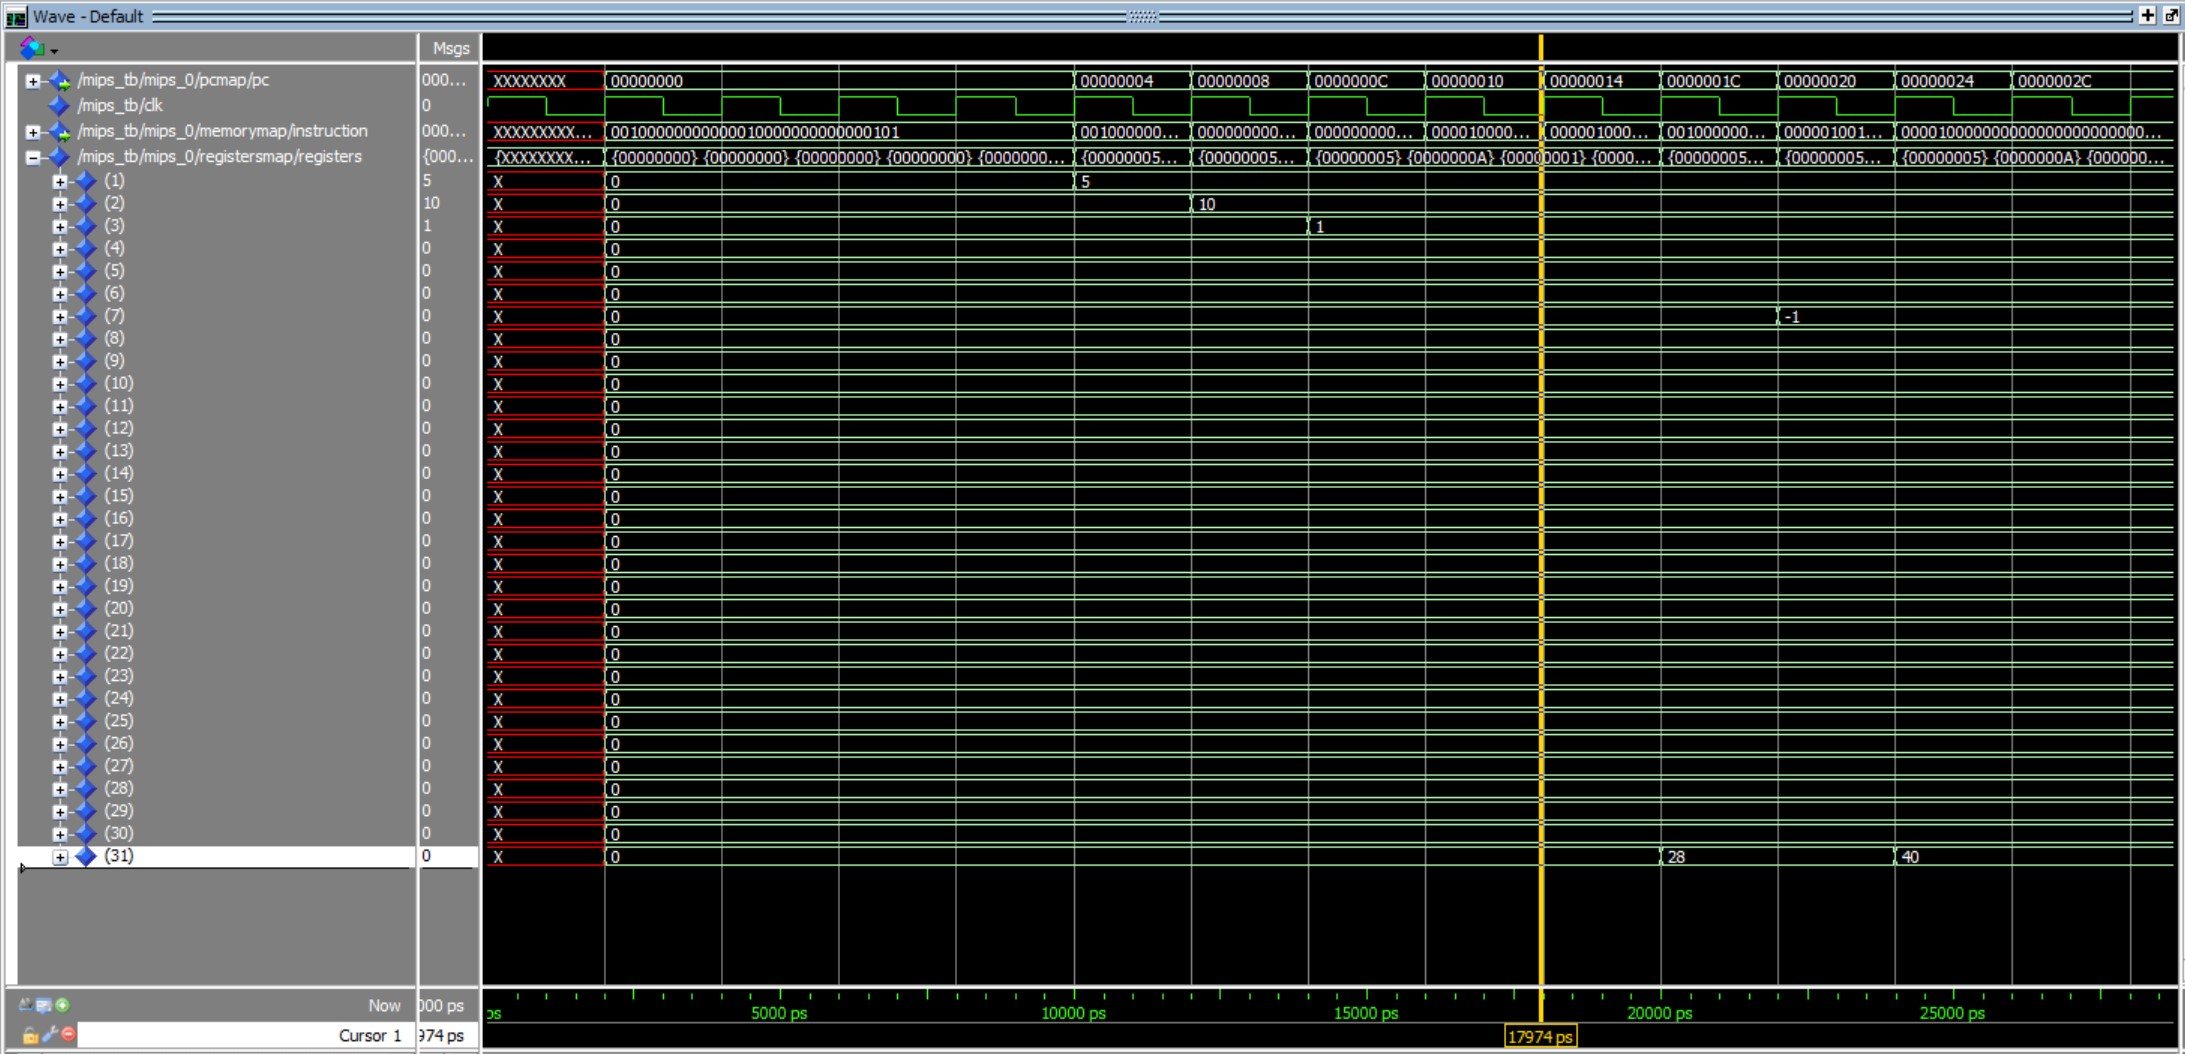 Wave - Default
Msgs
/mips_tb/mips_0/pcmap/pc 000... XXXXXXXX 00000000 00000004 00000008 0000000C 00000010 00000014 0000001C 00000020 00000024 0000002C
/mips_tb/clk 0
/mips_tb/mips_0/memorymap/instruction 000... XXXXXXXXX... 00100000000000010000000000000101 001000000... 000000000... 000000000... 000010000... 000001000... 001000000... 000001001... 0000100000000000000000000000...
/mips_tb/mips_0/registersmap/registers {000... {XXXXXXXX... {00000000} {00000000} {00000000} {00000000} {0000000... {00000005... {00000005... {00000005} {0000000A} {00000001} {0000... {00000005... {00000005... {00000005} {0000000A} {000000...
(1) 5 X 0 5
(2) 10 X 0 10
(3) 1 X 0 1
(4) 0 X 0
(5) 0 X 0
(6) 0 X 0
(7) 0 X 0 -1
(8) 0 X 0
(9) 0 X 0
(10) 0 X 0
(11) 0 X 0
(12) 0 X 0
(13) 0 X 0
(14) 0 X 0
(15) 0 X 0
(16) 0 X 0
(17) 0 X 0
(18) 0 X 0
(19) 0 X 0
(20) 0 X 0
(21) 0 X 0
(22) 0 X 0
(23) 0 X 0
(24) 0 X 0
(25) 0 X 0
(26) 0 X 0
(27) 0 X 0
(28) 0 X 0
(29) 0 X 0
(30) 0 X 0
(31) 0 X 0 28 40
Now 000 ps ps 5000 ps 10000 ps 15000 ps 20000 ps 25000 ps
Cursor 1 974 ps 17974 ps